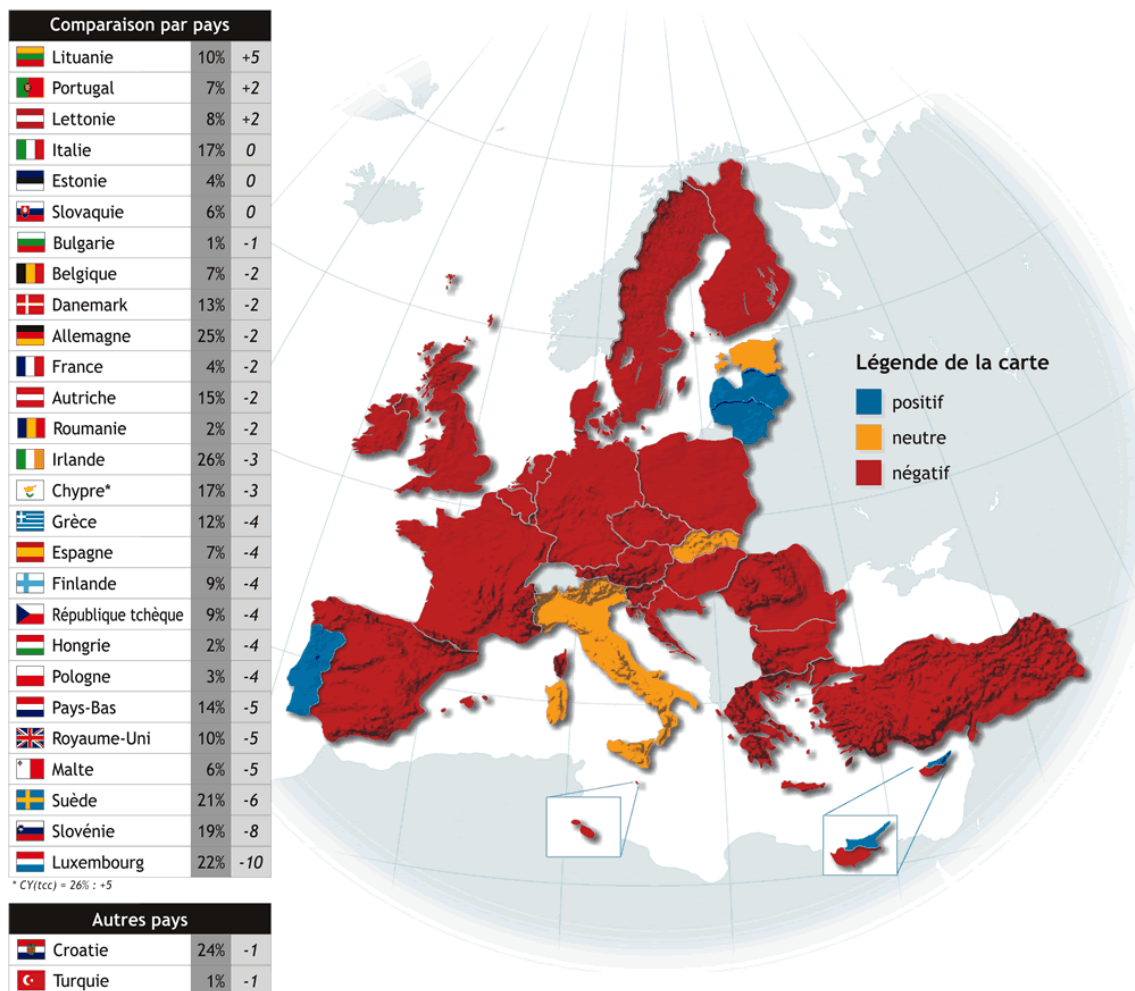 Comparaison par pays
Lituanie 10% +5
Portugal 7% +2
Lettonie 8% +2
Italie 17% 0
Estonie 4% 0
Slovaquie 6% 0
Bulgarie 1% -1
Belgique 7% -2
Danemark 13% -2
Allemagne 25% -2
France 4% -2
Autriche 15% -2
Roumanie 2% -2
Irlande 26% -3
Chypre* 17% -3
Grèce 12% -4
Espagne 7% -4
Finlande 9% -4
République tchèque 9% -4
Hongrie 2% -4
Pologne 3% -4
Pays-Bas 14% -5
Royaume-Uni 10% -5
Malte 6% -5
Suède 21% -6
Slovénie 19% -8
Luxembourg 22% -10
* CY(tcc) = 26% : +5
Autres pays
Croatie 24% -1
Turquie 1% -1
Légende de la carte
positif
neutre
négatif